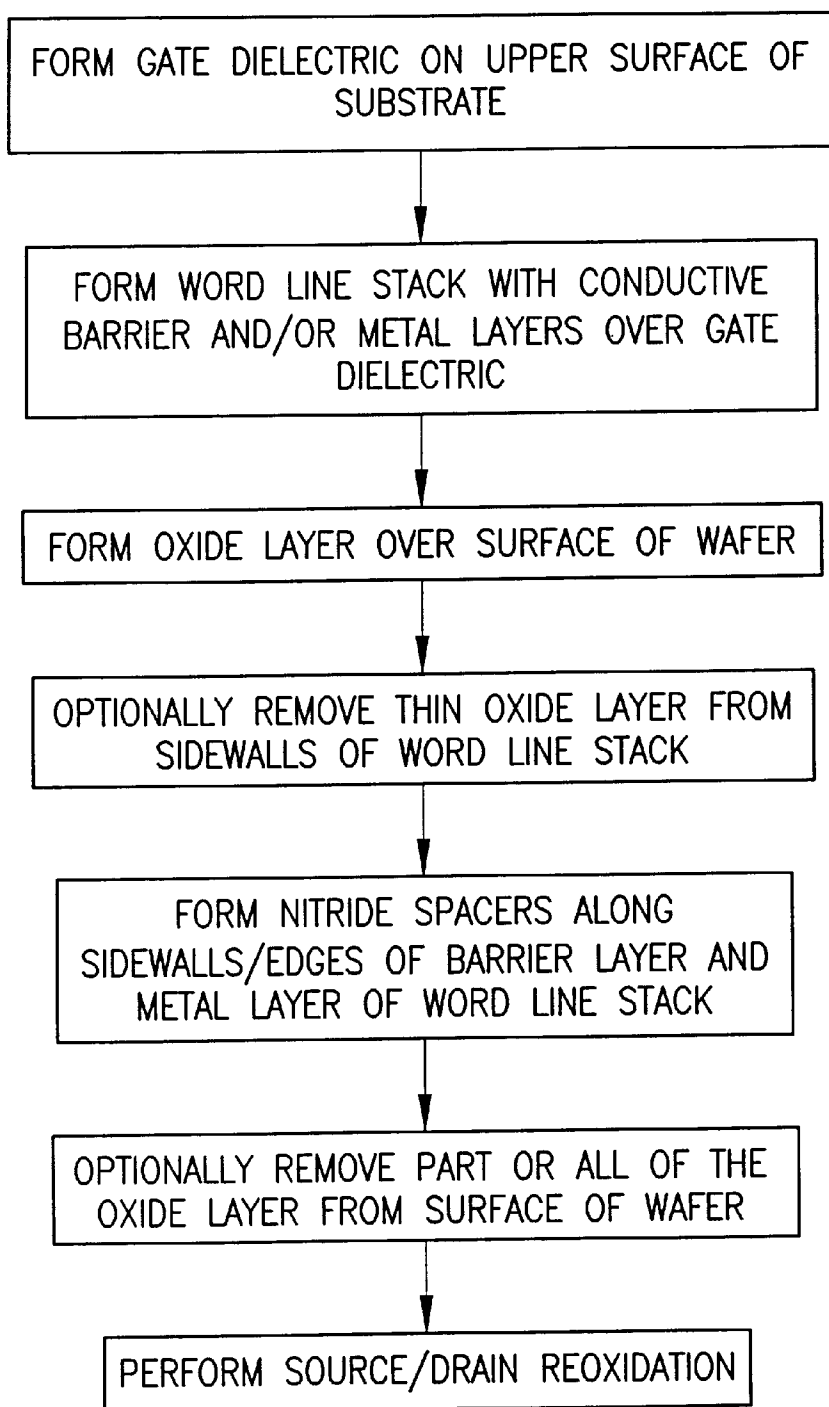 FORM GATE DIELECTRIC ON UPPER SURFACE OF
SUBSTRATE
FORM WORD LINE STACK WITH CONDUCTIVE
BARRIER AND/OR METAL LAYERS OVER GATE
DIELECTRIC
FORM OXIDE LAYER OVER SURFACE OF WAFER
OPTIONALLY REMOVE THIN OXIDE LAYER FROM
SIDEWALLS OF WORD LINE STACK
FORM NITRIDE SPACERS ALONG
SIDEWALLS/EDGES OF BARRIER LAYER AND
METAL LAYER OF WORD LINE STACK
OPTIONALLY REMOVE PART OR ALL OF THE
OXIDE LAYER FROM SURFACE OF WAFER
PERFORM SOURCE/DRAIN REOXIDATION